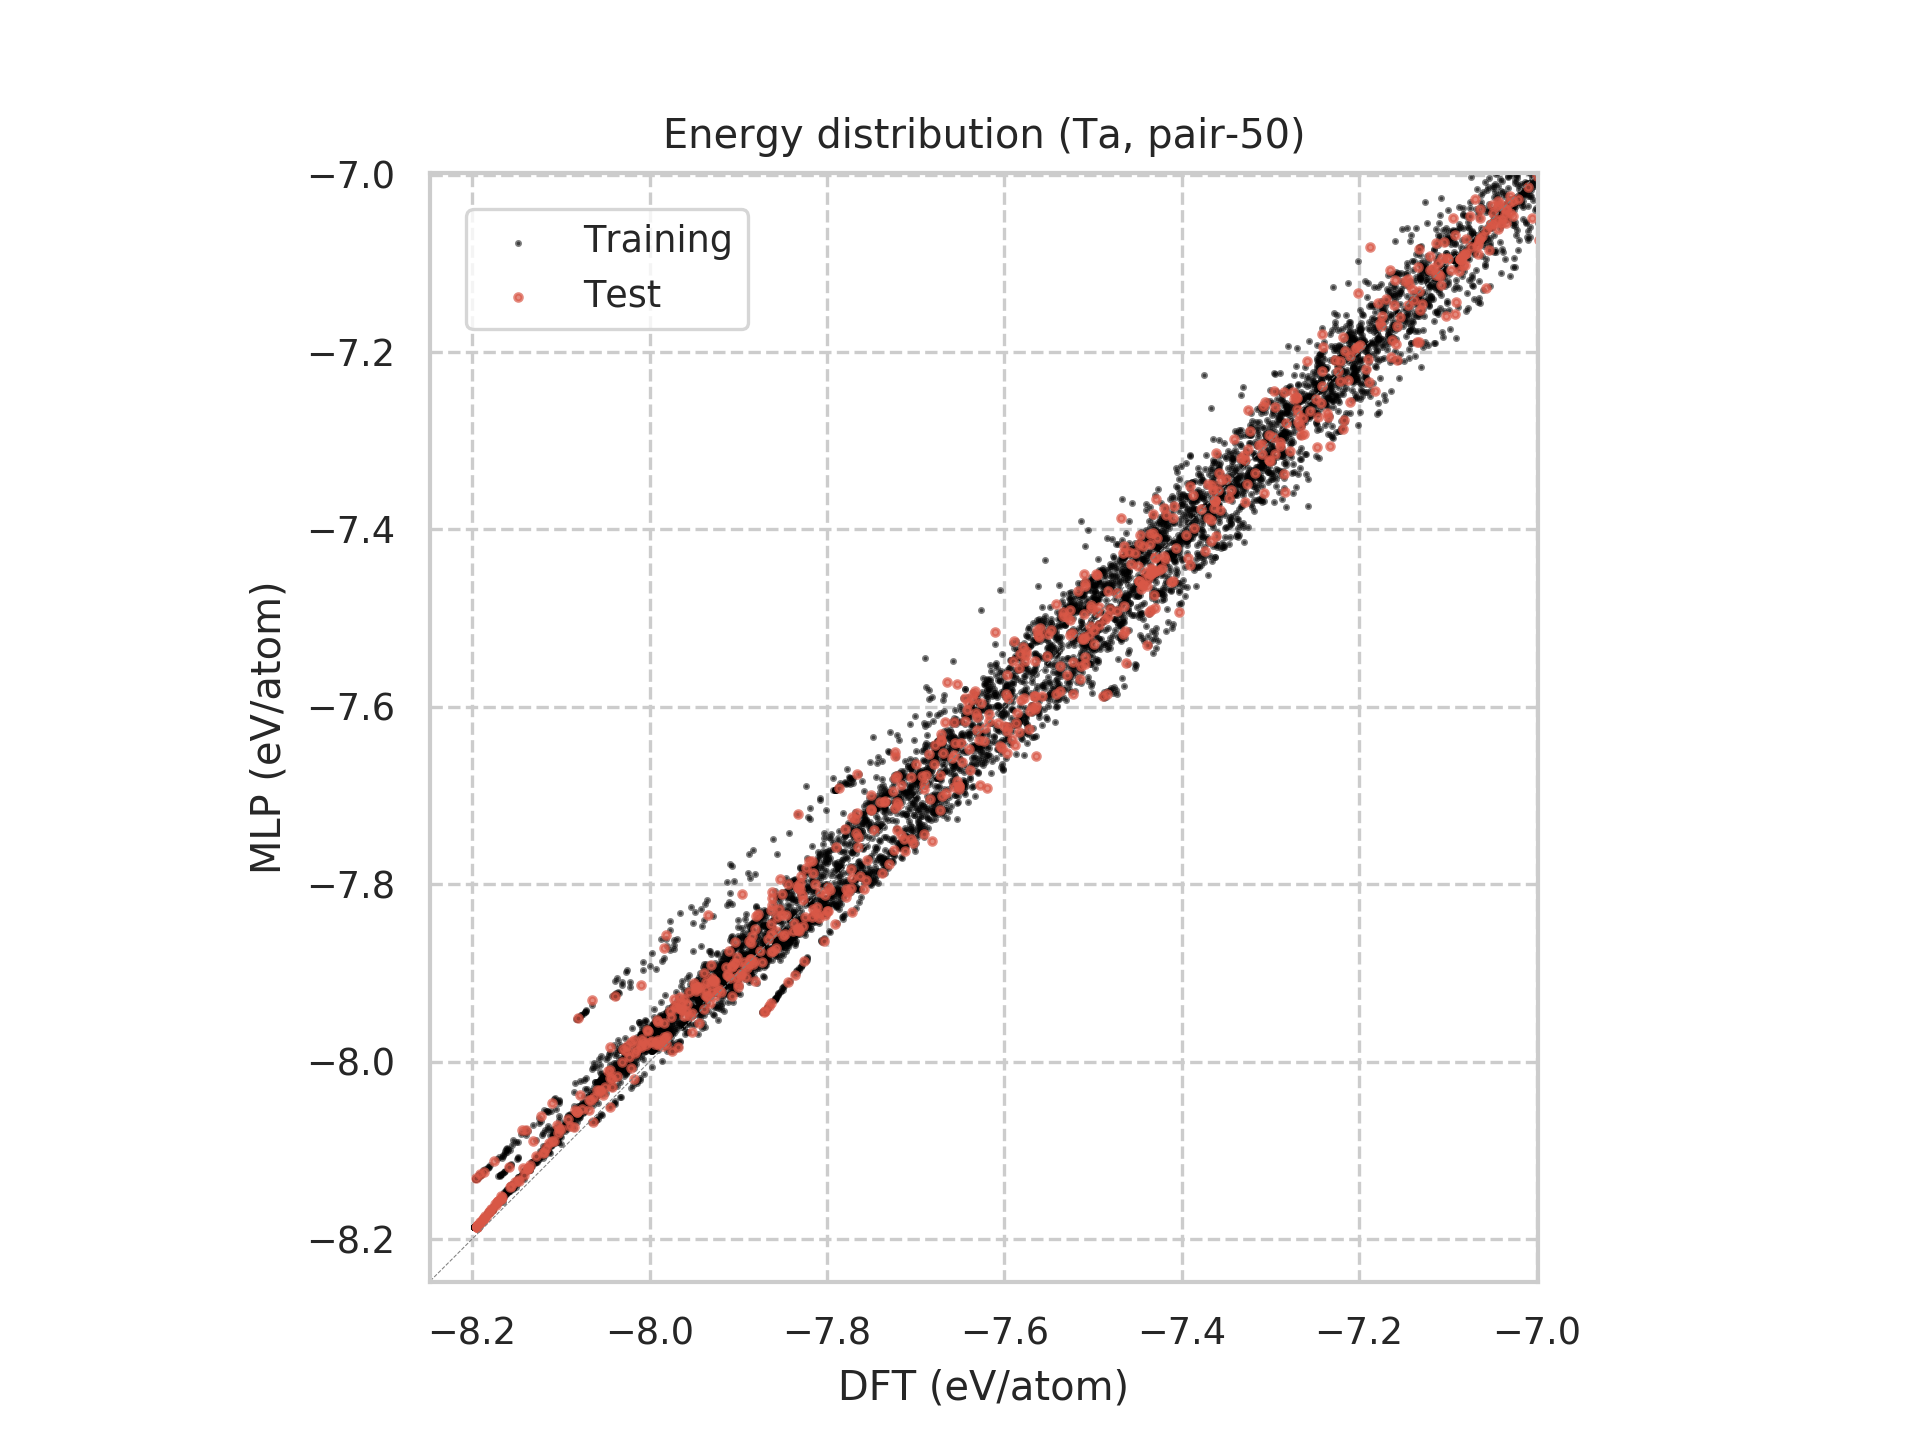 Energy distribution (Ta, pair-50)
−7.0
−7.2
−7.4
−7.6
−7.8
−8.0
−8.2
Training
Test
MLP (eV/atom)
−8.2 −8.0 −7.8 −7.6 −7.4 −7.2 −7.0
DFT (eV/atom)